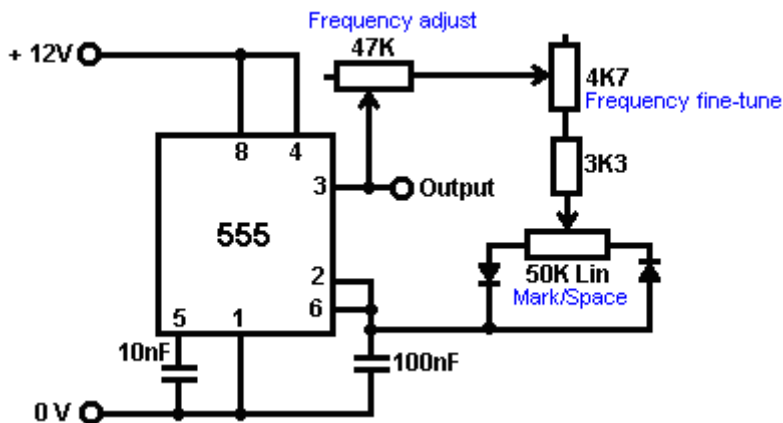 Frequency adjust
47K
+ 12V
4K7
Frequency fine-tune
8 4
3
Output
3K3
555
2
50K Lin
Mark/Space
6
5 1
10nF
100nF
0 V